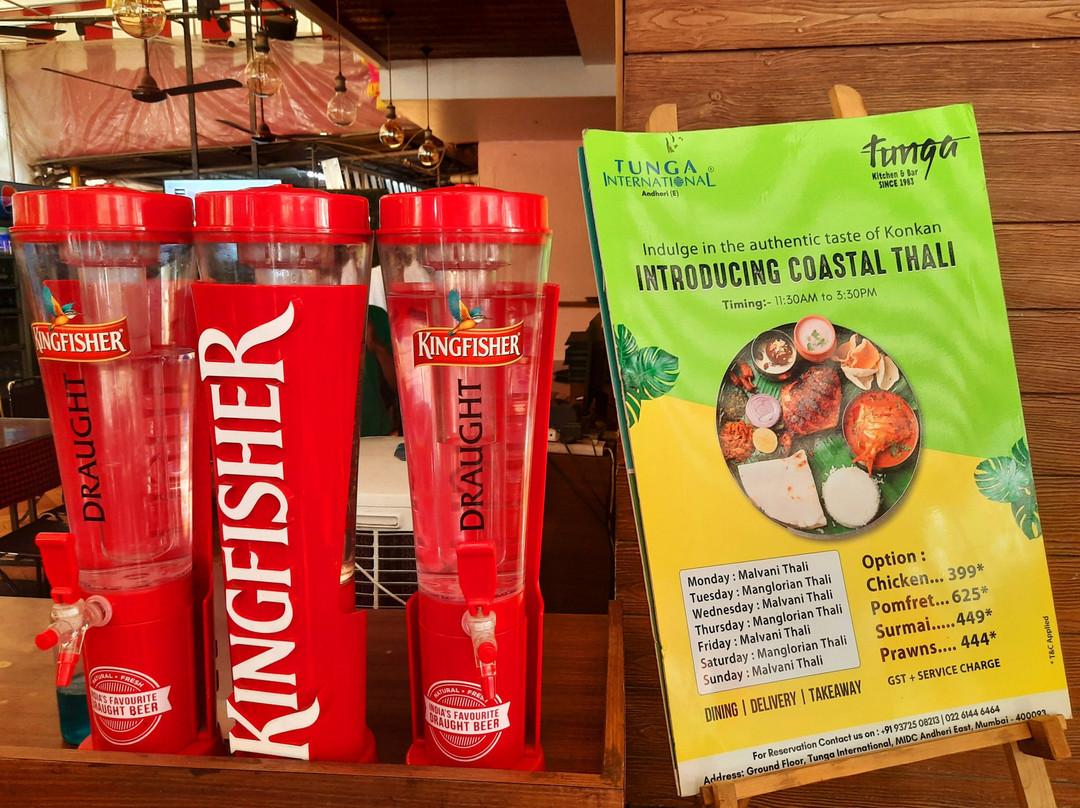 KINGFISHER
DRAUGHT
NATURAL • FRESH
INDIA'S FAVOURITE
DRAUGHT BEER
KINGFISHER
KINGFISHER
DRAUGHT
NATURAL • FRESH
INDIA'S FAVOURITE
DRAUGHT BEER
TUNGA
INTERNATIONAL®
Andheri (E)
tunga
Kitchen & Bar
SINCE 1983
Indulge in the authentic taste of Konkan
INTRODUCING COASTAL THALI
Timing:- 11:30AM to 3:30PM
Monday : Malvani Thali
Tuesday : Manglorian Thali
Wednesday : Malvani Thali
Thursday : Manglorian Thali
Friday : Malvani Thali
Saturday : Manglorian Thali
Sunday : Malvani Thali
Option :
Chicken... 399*
Pomfret... 625*
Surmai..... 449*
Prawns.... 444*
GST + SERVICE CHARGE
* T&C Applied
DINING | DELIVERY | TAKEAWAY
For Reservation Contact us on : +91 93725 08213 | 022 6144 6464
Address: Ground Floor, Tunga International, MIDC Andheri East, Mumbai - 400093